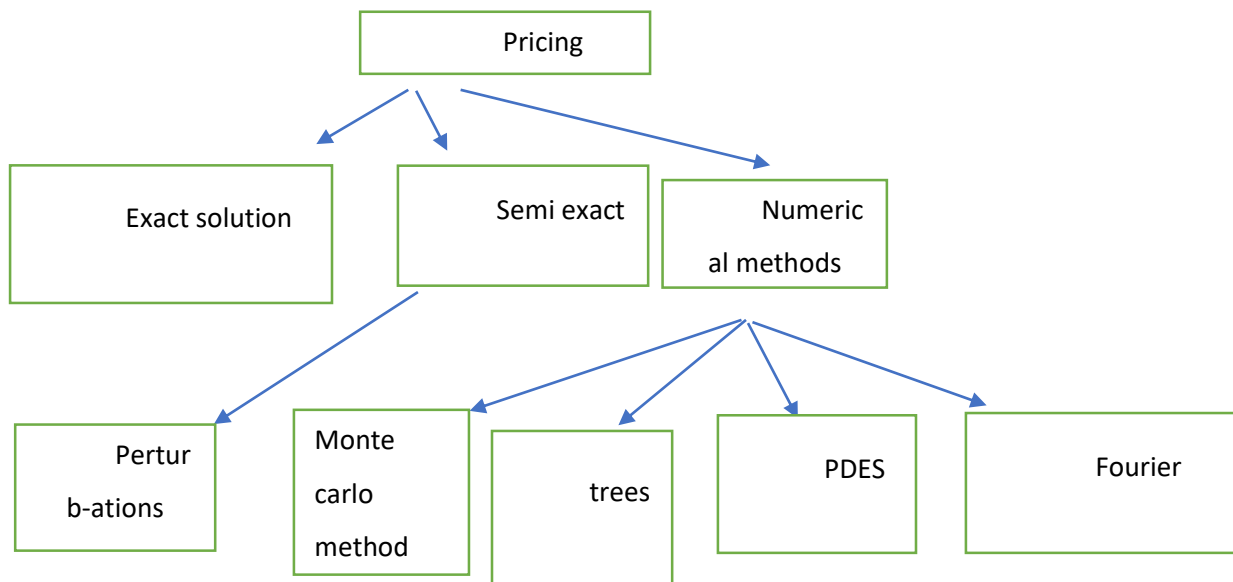 Pricing
Exact solution
Semi exact
Numeric
al methods
Pertur
b-ations
Monte
carlo
method
trees
PDES
Fourier